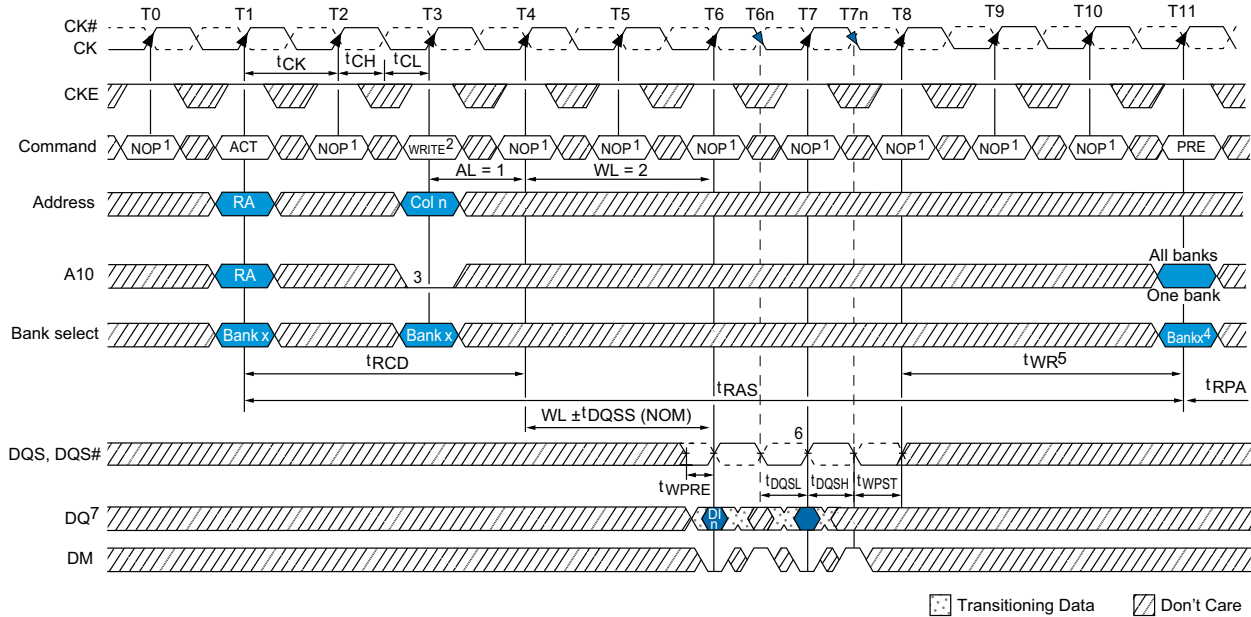 T0 T1 T2 T3 T4 T5 T6 T6n T7 T7n T8 T9 T10 T11
CK#
CK
tCK tCH tCL
CKE
Command NOP1 ACT NOP1 WRITE2 NOP1 NOP1 NOP1 NOP1 NOP1 NOP1 NOP1 PRE
AL = 1 WL = 2
Address RA Col n
All banks
A10 RA 3
One bank
Bank select Bank x Bank x Bankx4
tRCD tWR5
tRAS tRPA
WL ±tDQSS (NOM)
6
DQS, DQS#
tWPRE tDQSL tDQSH tWPST
DQ7 DI
n
DM
Transitioning Data Don't Care